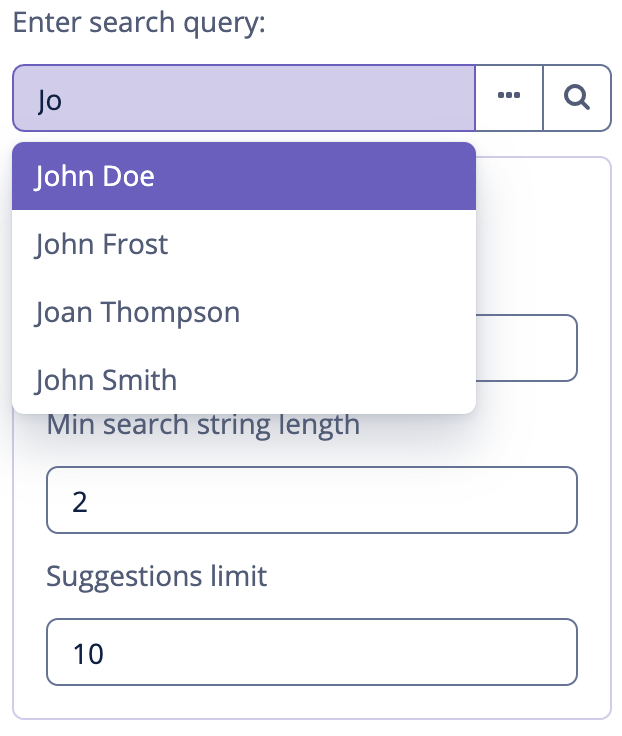 Enter search query:
Jo
John Doe
John Frost
Joan Thompson
John Smith
Min search string length
2
Suggestions limit
10